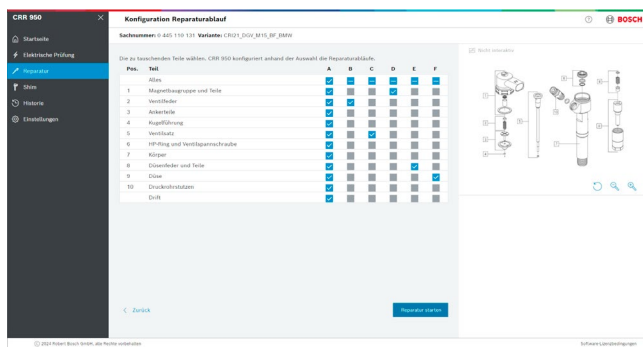 CRR 950
Konfiguration Reparaturablauf
BOSCH
Sachnummer: 0 445 110 131 Variante: CRI21_DGV_M15_BF_BMW
Startseite
Elektrische Prüfung
Reparatur
Shim
Historie
Einstellungen
Die zu tauschenden Teile wählen. CRR 950 konfiguriert anhand der Auswahl die Reparaturabläufe.
Pos. Teil A B C D E F
Alles
1 Magnetbaugruppe und Teile
2 Ventilfeder
3 Ankerteile
4 Kugelführung
5 Ventilsatz
6 HP-Ring und Ventilspannschraube
7 Körper
8 Düsenfeder und Teile
9 Düse
10 Druckrohrstutzen
Drift
Nicht interaktiv
Zurück
Reparatur starten
© 2024 Robert Bosch GmbH, alle Rechte vorbehalten
Software-Lizenzbedingungen